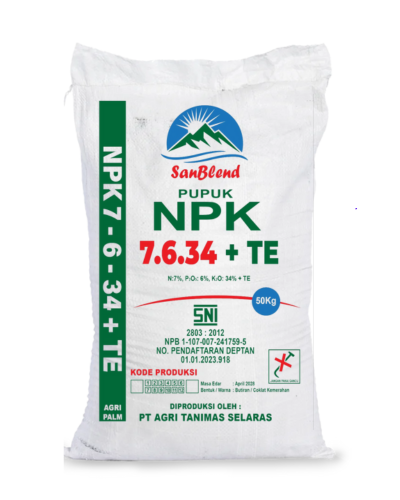 SanBlend
PUPUK
NPK
7.6.34 + TE
N:7%, P₂O₅: 6%, K₂O: 34% + TE
50Kg
SNI
2803 : 2012
NPB 1-107-007-241759-5
NO. PENDAFTARAN DEPTAN
01.01.2023.918
KODE PRODUKSI
Masa Edar : April 2028
Bentuk / Warna : Butiran / Coklat Kemerahan
DIPRODUKSI OLEH :
PT AGRI TANIMAS SELARAS
NPK 7 - 6 - 34 + TE
AGRI
PALM